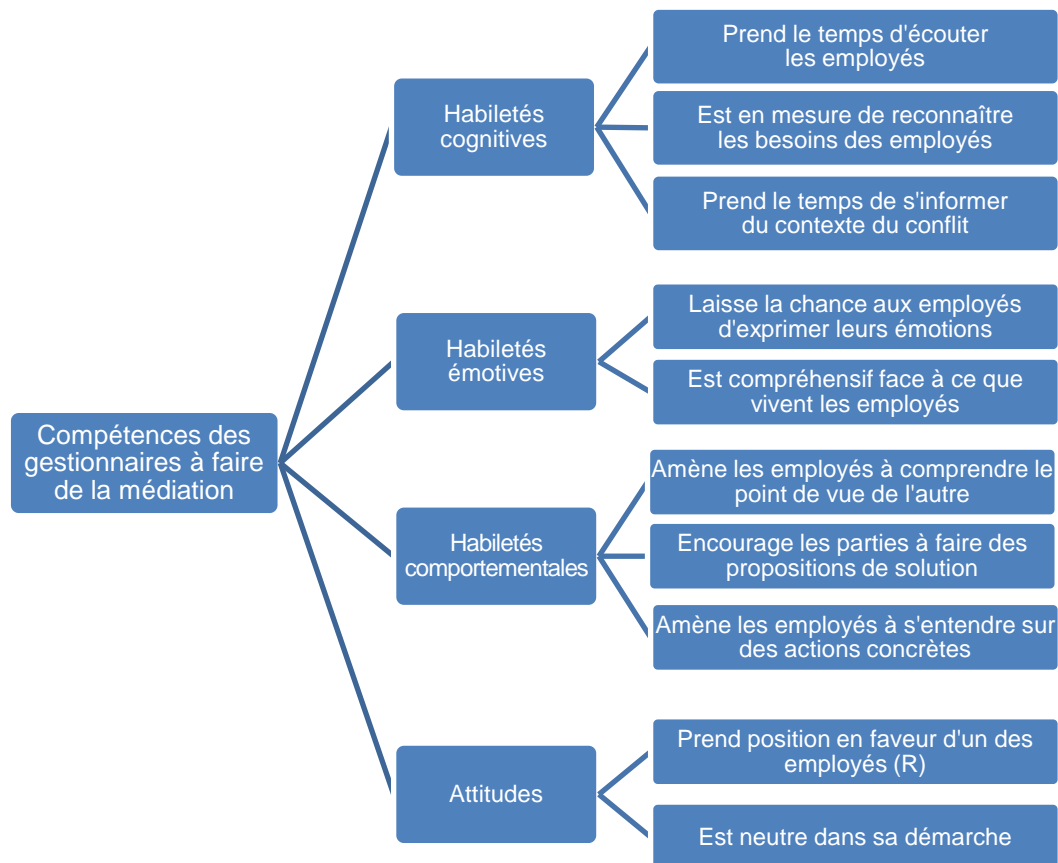 Compétences des
gestionnaires à faire
de la médiation
Habiletés
cognitives
Prend le temps d'écouter
les employés
Est en mesure de reconnaître
les besoins des employés
Prend le temps de s'informer
du contexte du conflit
Habiletés
émotives
Laisse la chance aux employés
d'exprimer leurs émotions
Est compréhensif face à ce que
vivent les employés
Habiletés
comportementales
Amène les employés à comprendre le
point de vue de l'autre
Encourage les parties à faire des
propositions de solution
Amène les employés à s'entendre sur
des actions concrètes
Attitudes
Prend position en faveur d'un des
employés (R)
Est neutre dans sa démarche